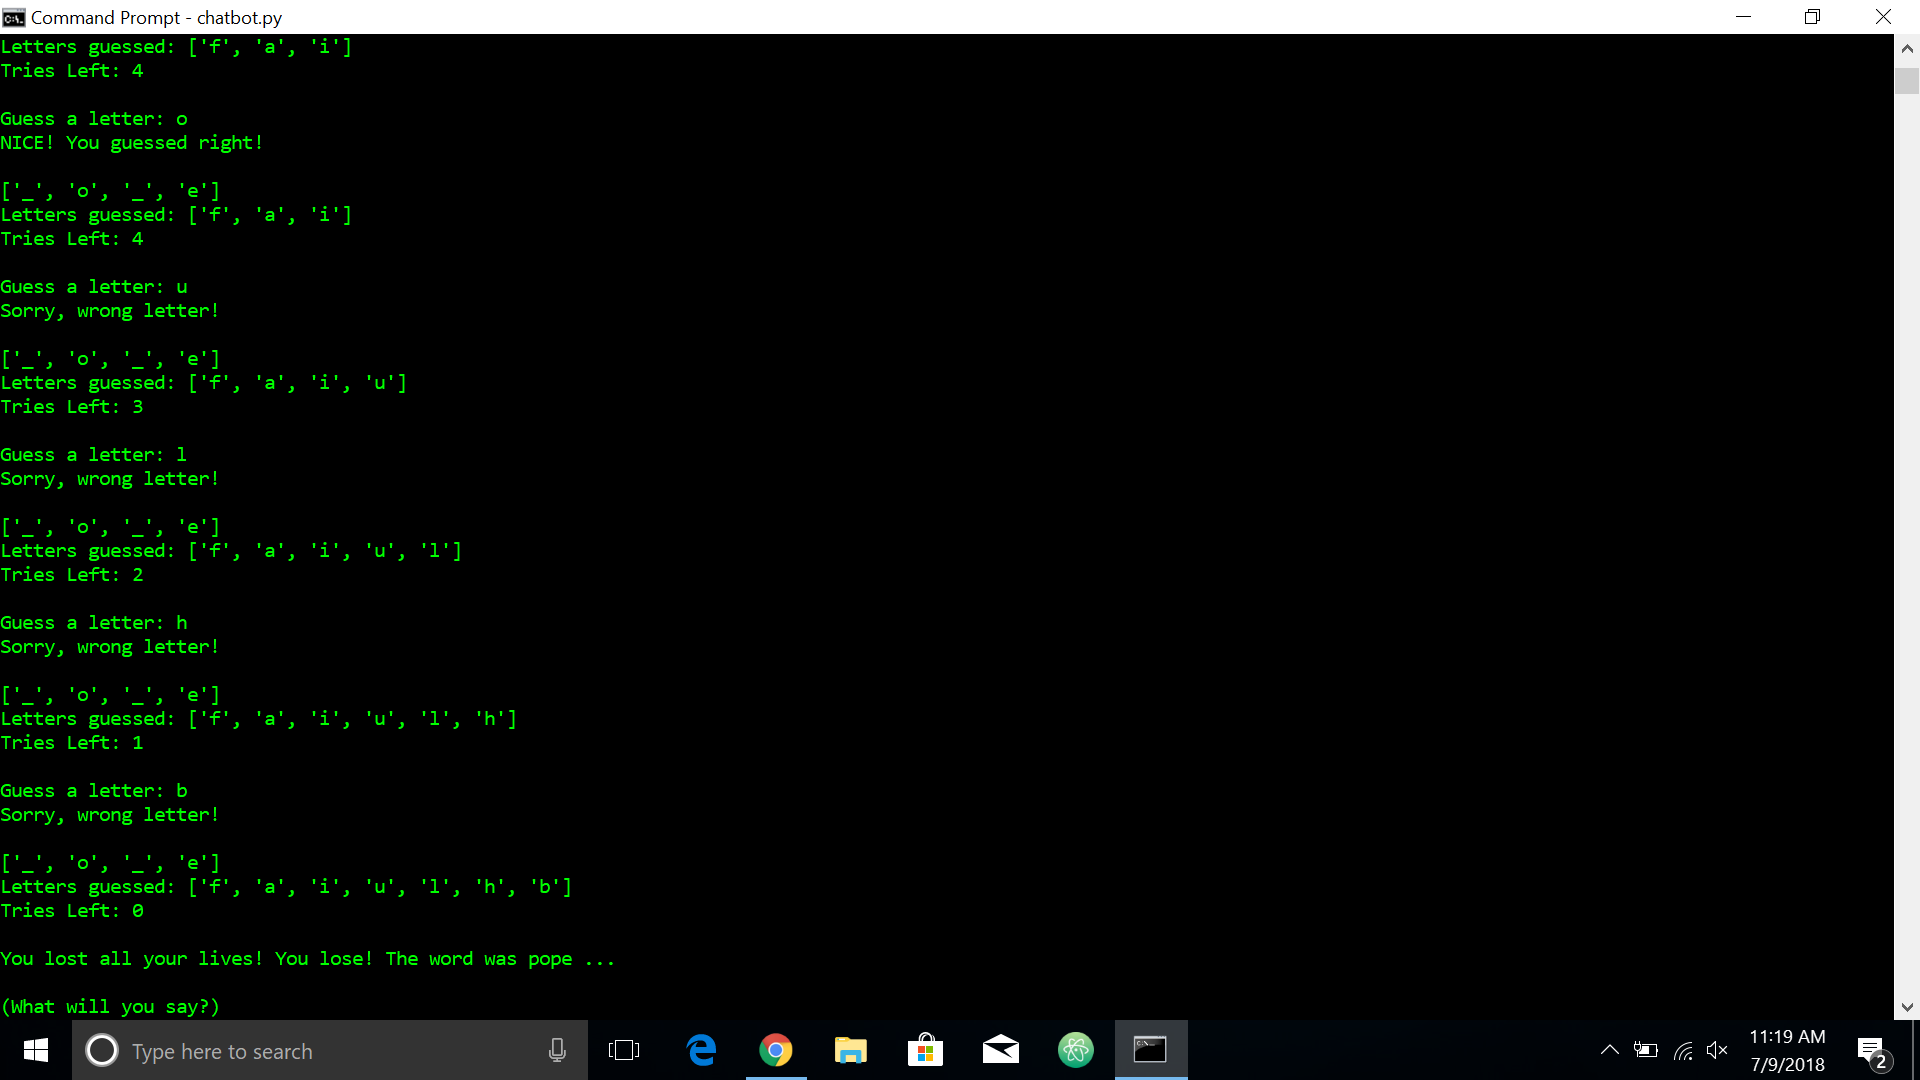 Command Prompt - chatbot.py
Letters guessed: ['f', 'a', 'i']
Tries Left: 4
Guess a letter: o
NICE! You guessed right!
['_', 'o', '_', 'e']
Letters guessed: ['f', 'a', 'i']
Tries Left: 4
Guess a letter: u
Sorry, wrong letter!
['_', 'o', '_', 'e']
Letters guessed: ['f', 'a', 'i', 'u']
Tries Left: 3
Guess a letter: l
Sorry, wrong letter!
['_', 'o', '_', 'e']
Letters guessed: ['f', 'a', 'i', 'u', 'l']
Tries Left: 2
Guess a letter: h
Sorry, wrong letter!
['_', 'o', '_', 'e']
Letters guessed: ['f', 'a', 'i', 'u', 'l', 'h']
Tries Left: 1
Guess a letter: b
Sorry, wrong letter!
['_', 'o', '_', 'e']
Letters guessed: ['f', 'a', 'i', 'u', 'l', 'h', 'b']
Tries Left: 0
You lost all your lives! You lose! The word was pope ...
(What will you say?)
Type here to search
11:19 AM
7/9/2018
2